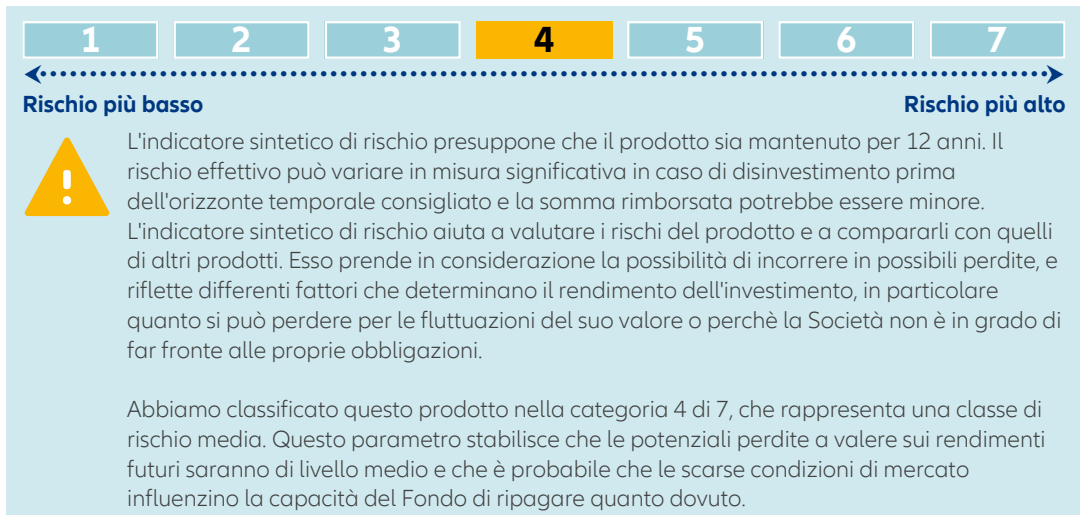 1 2 3 4 5 6 7
Rischio più basso Rischio più alto
L'indicatore sintetico di rischio presuppone che il prodotto sia mantenuto per 12 anni. Il
rischio effettivo può variare in misura significativa in caso di disinvestimento prima
dell'orizzonte temporale consigliato e la somma rimborsata potrebbe essere minore.
L'indicatore sintetico di rischio aiuta a valutare i rischi del prodotto e a compararli con quelli
di altri prodotti. Esso prende in considerazione la possibilità di incorrere in possibili perdite, e
riflette differenti fattori che determinano il rendimento dell'investimento, in particolare
quanto si può perdere per le fluttuazioni del suo valore o perchè la Società non è in grado di
far fronte alle proprie obbligazioni.
Abbiamo classificato questo prodotto nella categoria 4 di 7, che rappresenta una classe di
rischio media. Questo parametro stabilisce che le potenziali perdite a valere sui rendimenti
futuri saranno di livello medio e che è probabile che le scarse condizioni di mercato
influenzino la capacità del Fondo di ripagare quanto dovuto.